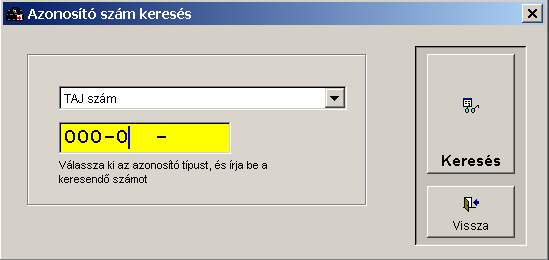 Azonosító szám keresés
TAJ szám
000-0  -
Válassza ki az azonosító típust, és írja be a
keresendő számot
Keresés
Vissza